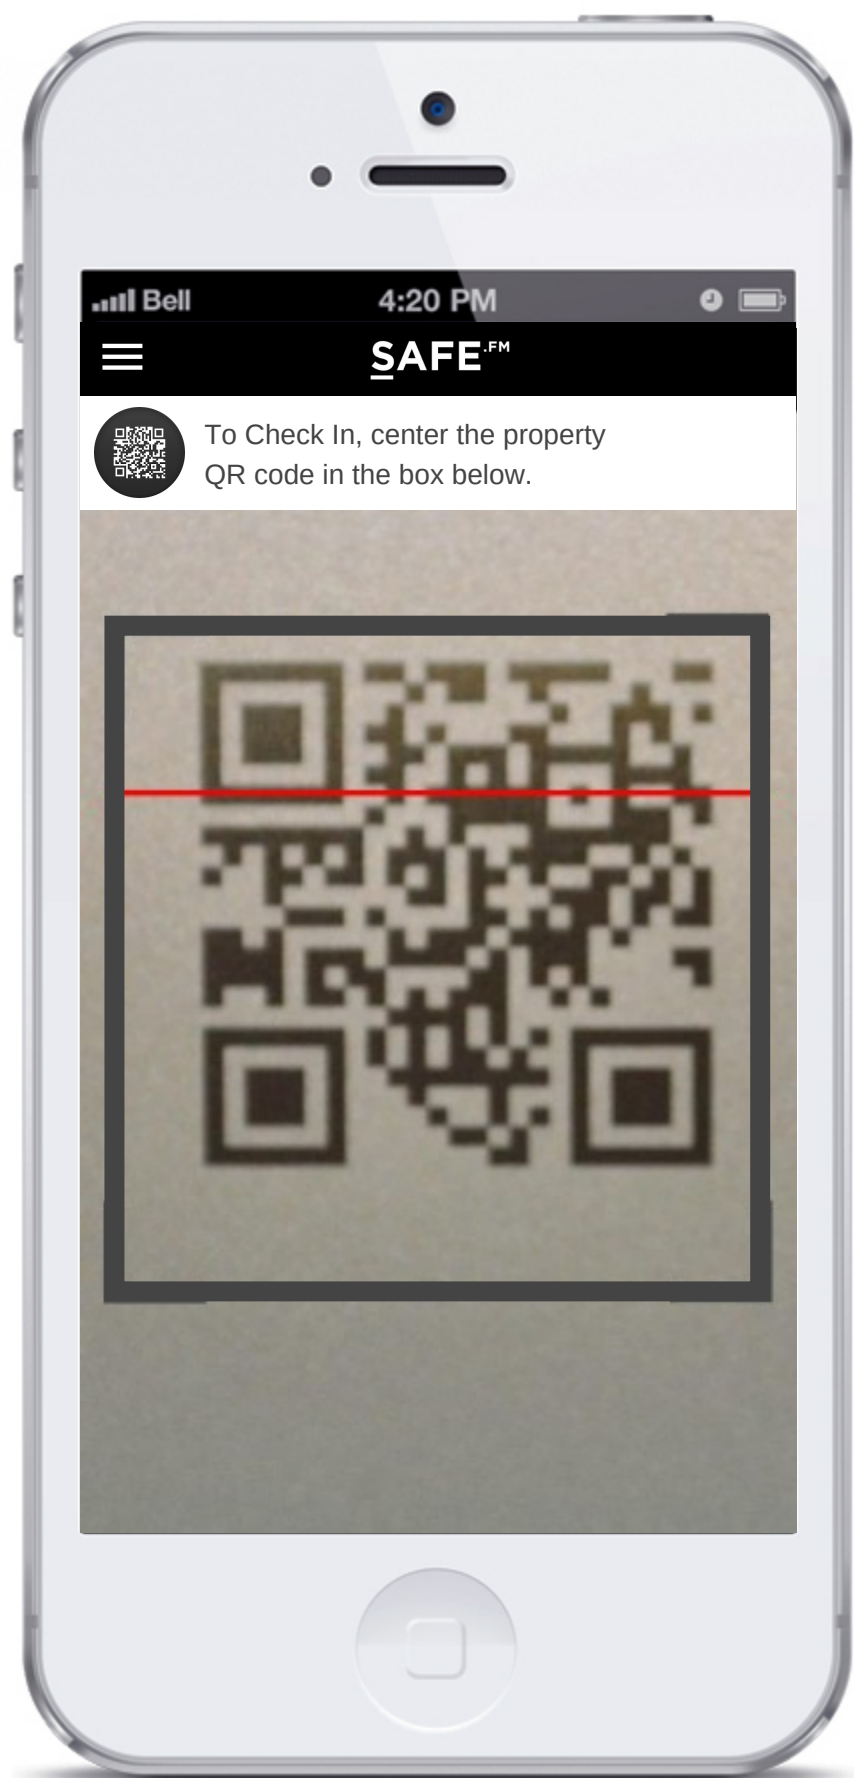 Bell 4:20 PM
SAFE.FM
To Check In, center the property
QR code in the box below.